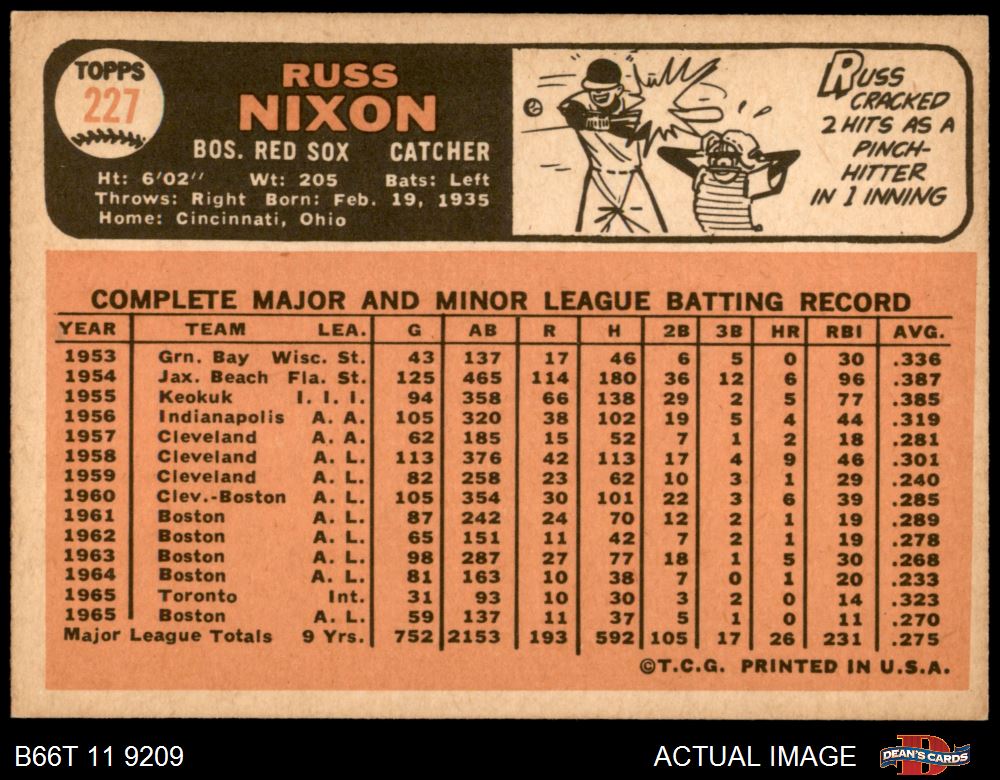 TOPPS
227
RUSS
NIXON
BOS. RED SOX CATCHER
Ht: 6'02" Wt: 205 Bats: Left
Throws: Right Born: Feb. 19, 1935
Home: Cincinnati, Ohio
RUSS
CRACKED
2 HITS AS A
PINCH-
HITTER
IN 1 INNING
COMPLETE MAJOR AND MINOR LEAGUE BATTING RECORD
YEAR TEAM LEA. G AB R H 2B 3B HR RBI AVG.
1953 Grn. Bay Wisc. St. 43 137 17 46 6 5 0 30 .336
1954 Jax. Beach Fla. St. 125 465 114 180 36 12 6 96 .387
1955 Keokuk I. I. I. 94 358 66 138 29 2 5 77 .385
1956 Indianapolis A. A. 105 320 38 102 19 5 4 44 .319
1957 Cleveland A. A. 62 185 15 52 7 1 2 18 .281
1958 Cleveland A. L. 113 376 42 113 17 4 9 46 .301
1959 Cleveland A. L. 82 258 23 62 10 3 1 29 .240
1960 Clev.-Boston A. L. 105 354 30 101 22 3 6 39 .285
1961 Boston A. L. 87 242 24 70 12 2 1 19 .289
1962 Boston A. L. 65 151 11 42 7 2 1 19 .278
1963 Boston A. L. 98 287 27 77 18 1 5 30 .268
1964 Boston A. L. 81 163 10 38 7 0 1 20 .233
1965 Toronto Int. 31 93 10 30 3 2 0 14 .323
1965 Boston A. L. 59 137 11 37 5 1 0 11 .270
Major League Totals 9 Yrs. 752 2153 193 592 105 17 26 231 .275
©T.C.G. PRINTED IN U.S.A.
B66T 11 9209 ACTUAL IMAGE DEAN'S CARDS